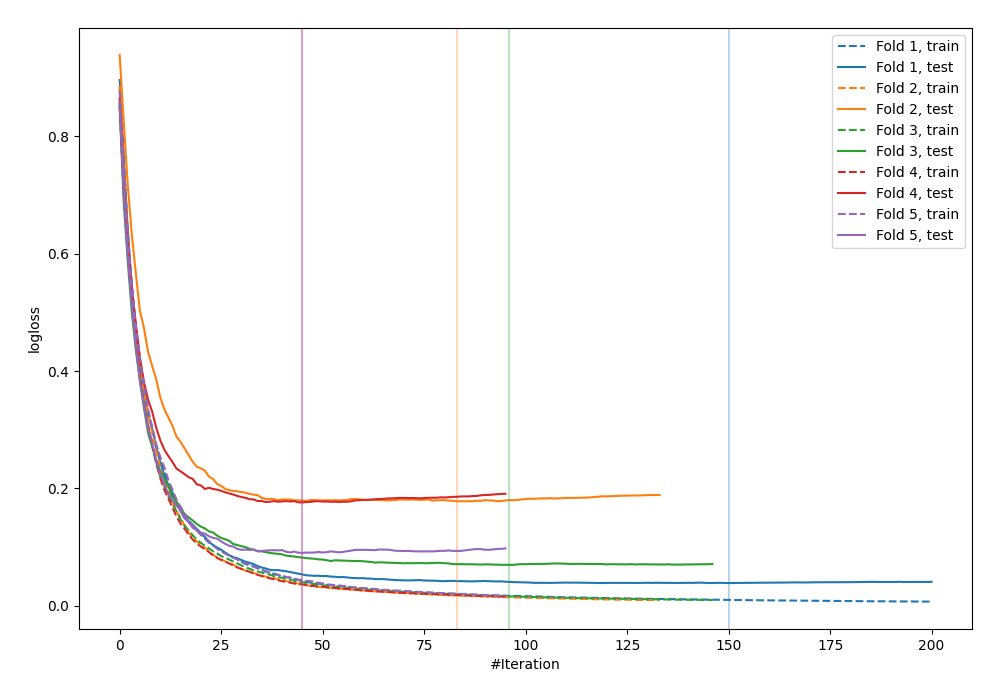 logloss
0.8
0.6
0.4
0.2
0.0
0 25 50 75 100 125 150 175 200
#Iteration
Fold 1, train
Fold 1, test
Fold 2, train
Fold 2, test
Fold 3, train
Fold 3, test
Fold 4, train
Fold 4, test
Fold 5, train
Fold 5, test